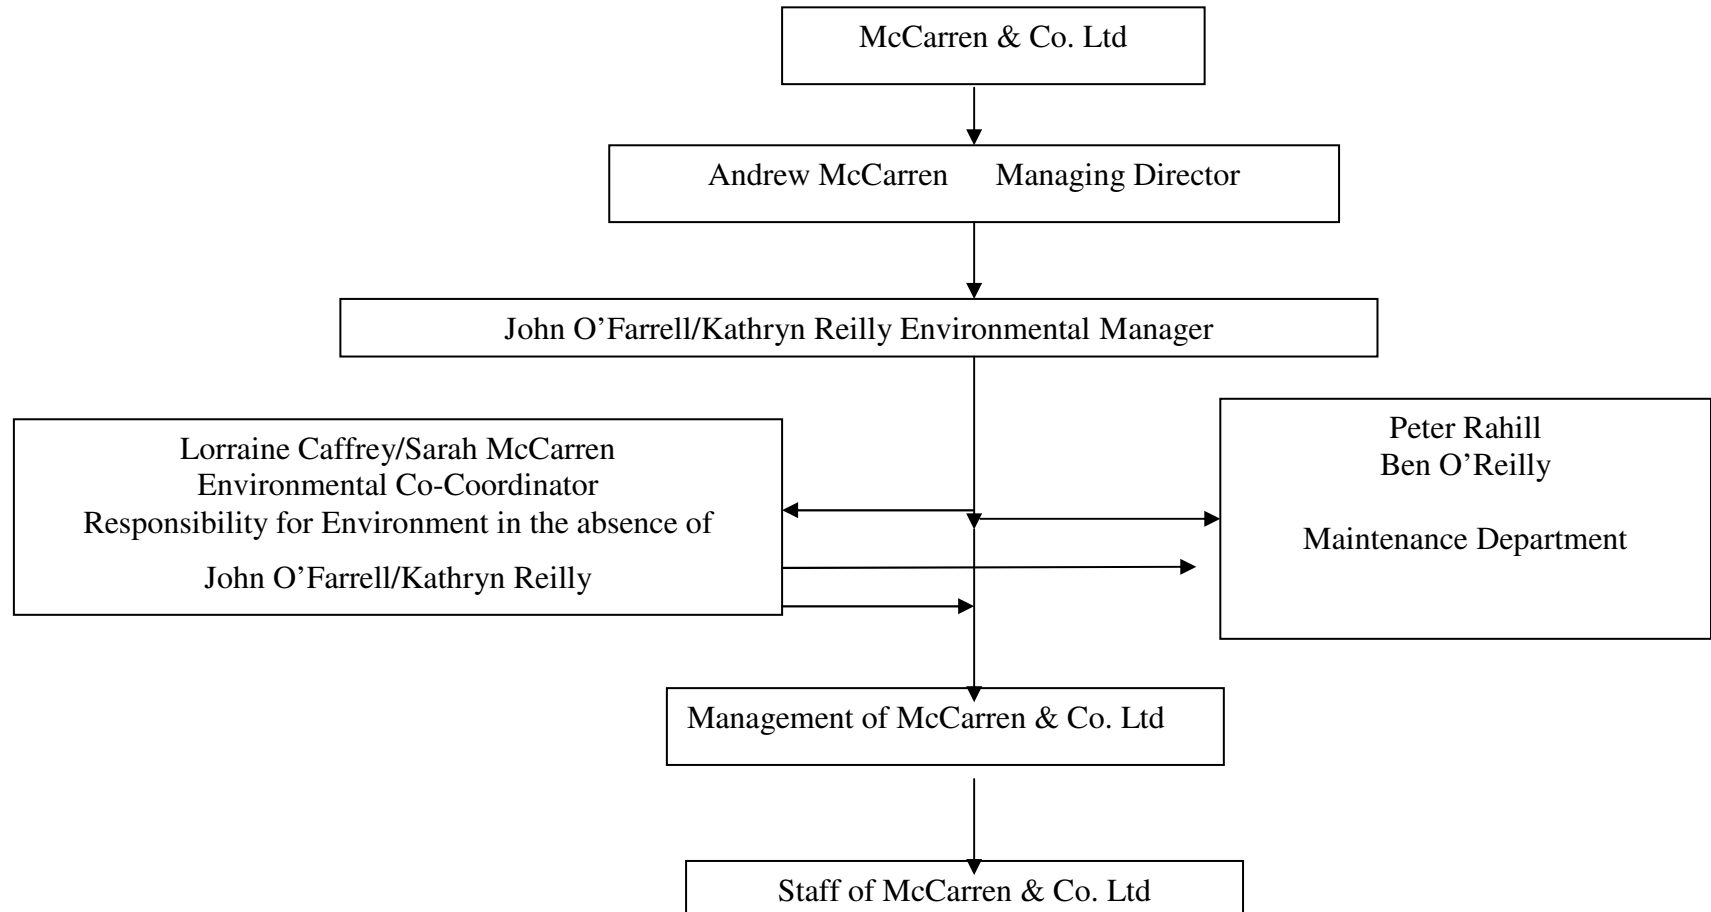 McCarren & Co. Ltd
Andrew McCarren Managing Director
John O’Farrell/Kathryn Reilly Environmental Manager
Lorraine Caffrey/Sarah McCarren
Environmental Co-Coordinator
Responsibility for Environment in the absence of
John O’Farrell/Kathryn Reilly
Peter Rahill
Ben O’Reilly
Maintenance Department
Management of McCarren & Co. Ltd
Staff of McCarren & Co. Ltd